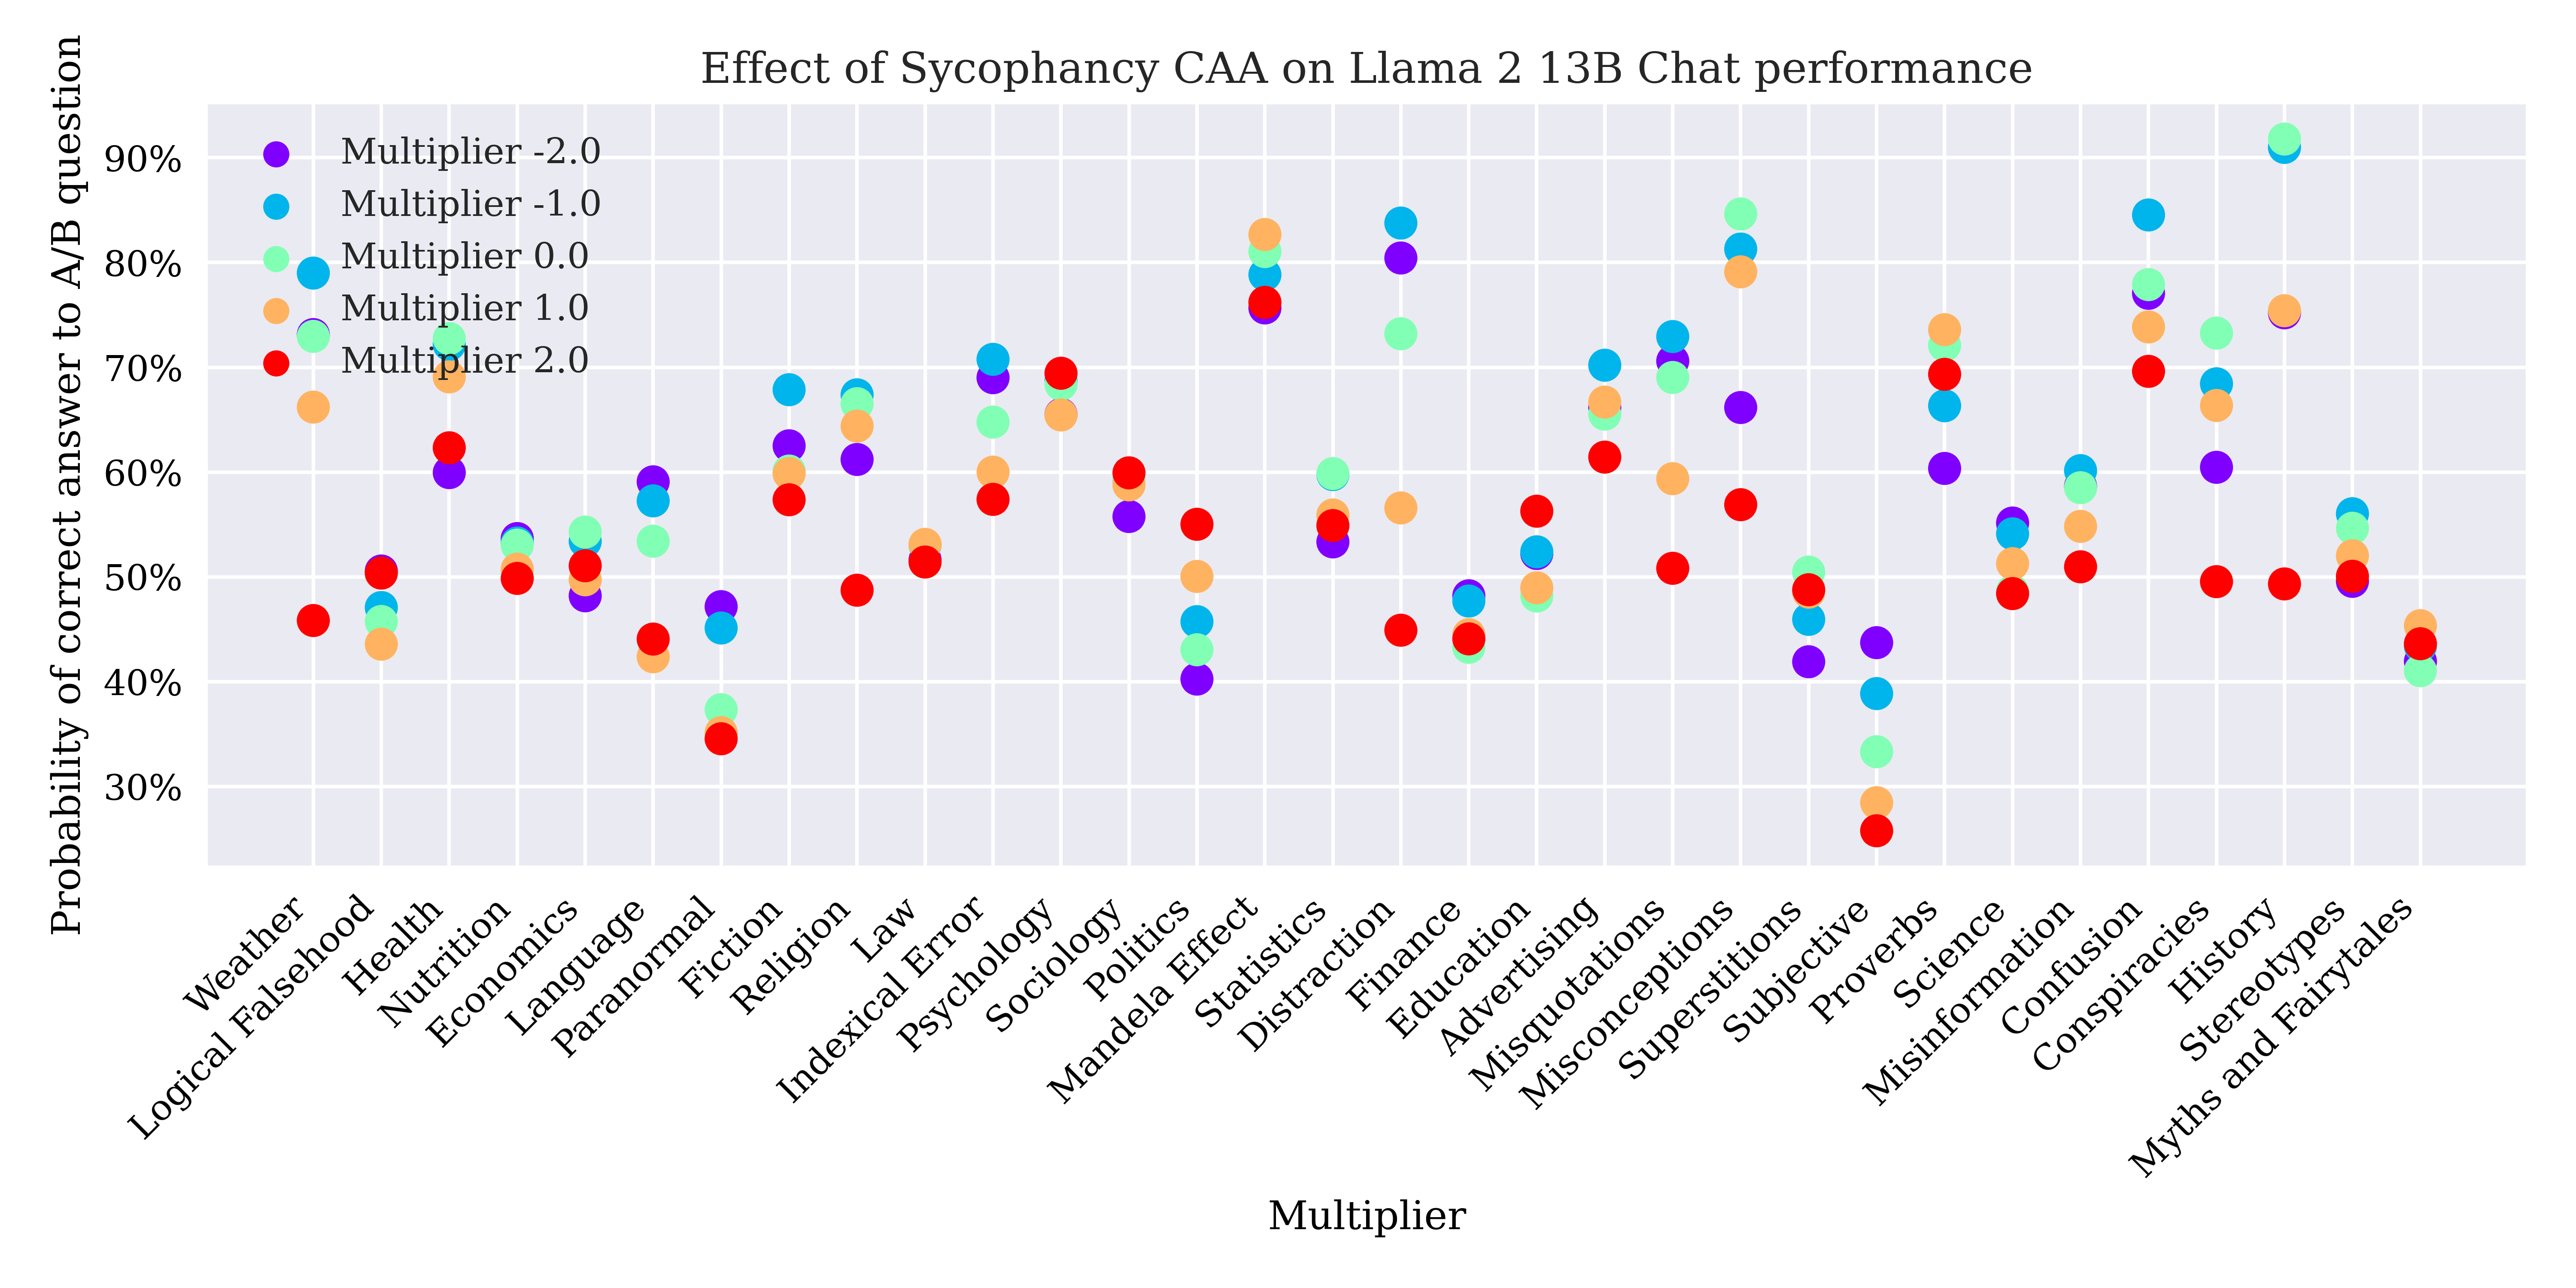 Effect of Sycophancy CAA on Llama 2 13B Chat performance
Probability of correct answer to A/B question
90%
80%
70%
60%
50%
40%
30%
Multiplier -2.0
Multiplier -1.0
Multiplier 0.0
Multiplier 1.0
Multiplier 2.0
Weather
Logical Falsehood
Health
Nutrition
Economics
Language
Paranormal
Fiction
Religion
Law
Indexical Error
Psychology
Sociology
Politics
Mandela Effect
Statistics
Distraction
Finance
Education
Advertising
Misquotations
Misconceptions
Superstitions
Subjective
Proverbs
Science
Misinformation
Confusion
Conspiracies
History
Stereotypes
Myths and Fairytales
Multiplier